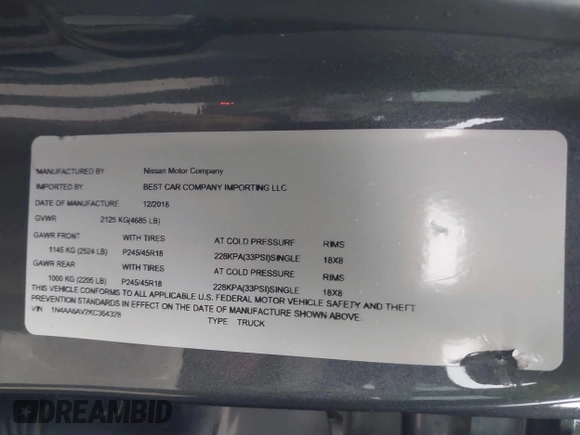 MANUFACTURED BY Nissan Motor Company
IMPORTED BY BEST CAR COMPANY IMPORTING LLC
DATE OF MANUFACTURE 12/2018
GVWR 2125 KG(4685 LB)
GAWR FRONT WITH TIRES AT COLD PRESSURE RIMS
1145 KG (2524 LB) P245/45R18 228KPA(33PSI)SINGLE 18X8
GAWR REAR WITH TIRES AT COLD PRESSURE RIMS
1000 KG (2205 LB) P245/45R18 228KPA(33PSI)SINGLE 18X8
THIS VEHICLE CONFORMS TO ALL APPLICABLE U.S. FEDERAL MOTOR VEHICLE SAFETY AND THEFT
PREVENTION STANDARDS IN EFFECT ON THE DATE OF MANUFACTURE SHOWN ABOVE.
VIN 1N4AA6AV2KC364328
TYPE TRUCK
DREAMBID